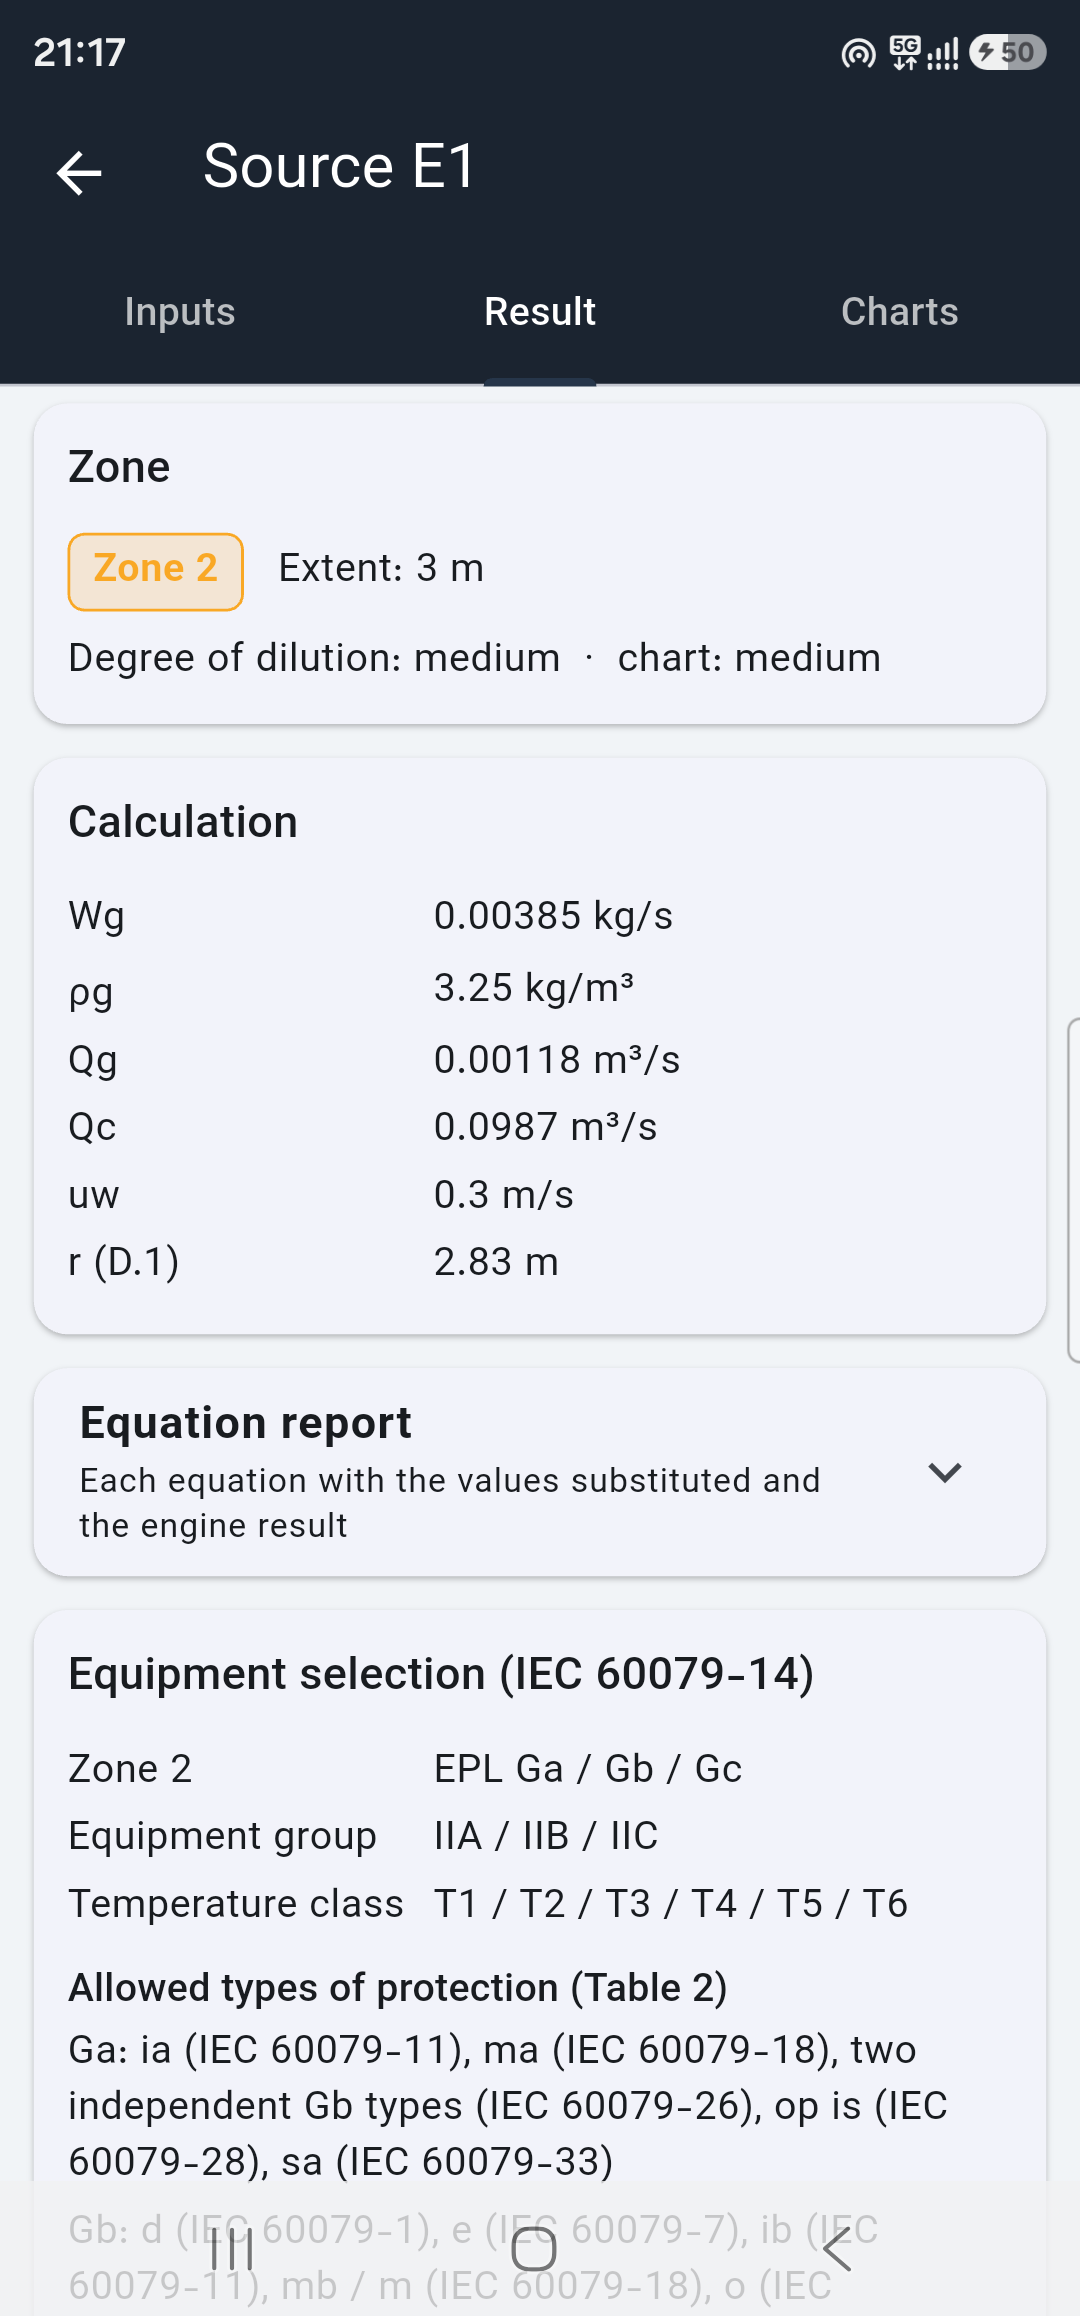 21:17
5G
50
Source E1
Inputs
Result
Charts
Zone
Zone 2
Extent: 3 m
Degree of dilution: medium · chart: medium
Calculation
Wg 0.00385 kg/s
ρg 3.25 kg/m³
Qg 0.00118 m³/s
Qc 0.0987 m³/s
uw 0.3 m/s
r (D.1) 2.83 m
Equation report
Each equation with the values substituted and
the engine result
Equipment selection (IEC 60079-14)
Zone 2 EPL Ga / Gb / Gc
Equipment group IIA / IIB / IIC
Temperature class T1 / T2 / T3 / T4 / T5 / T6
Allowed types of protection (Table 2)
Ga: ia (IEC 60079-11), ma (IEC 60079-18), two
independent Gb types (IEC 60079-26), op is (IEC
60079-28), sa (IEC 60079-33)
Gb: d (IEC 60079-1), e (IEC 60079-7), ib (IEC
60079-11), mb / m (IEC 60079-18), o (IEC